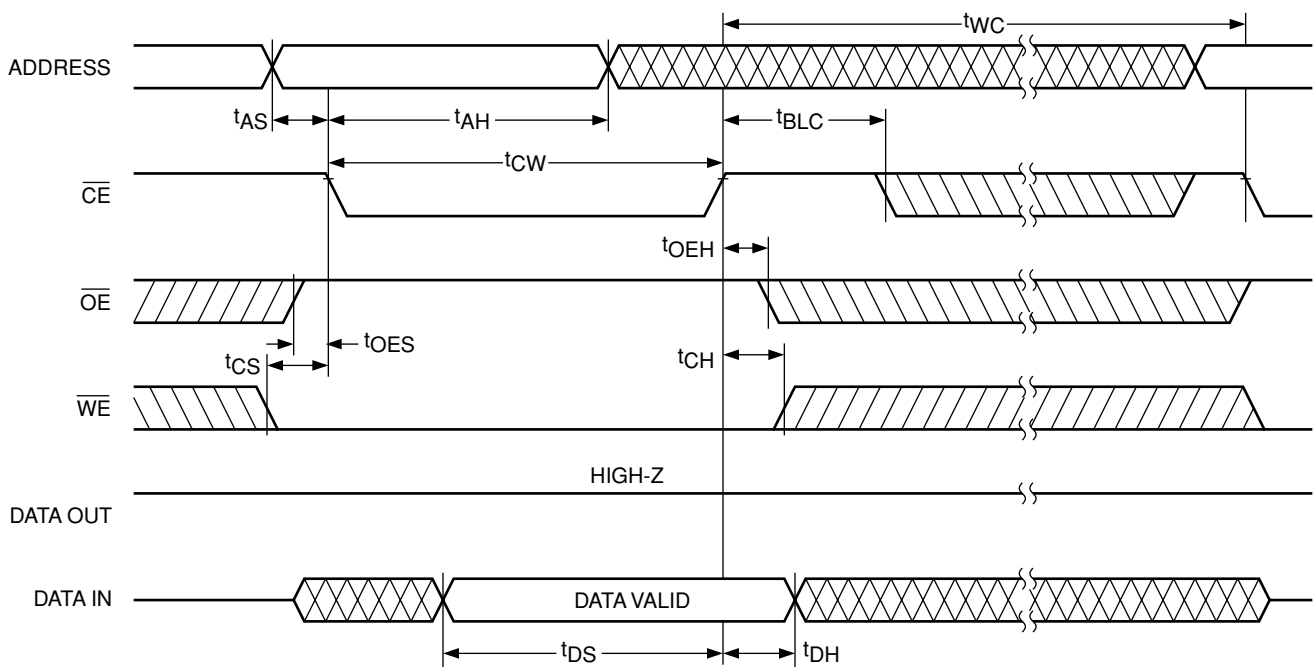 tWC
ADDRESS
tAS
tAH
tBLC
tCW
CE
tOEH
OE
tOES
tCS
tCH
WE
HIGH-Z
DATA OUT
DATA IN
DATA VALID
tDS
tDH